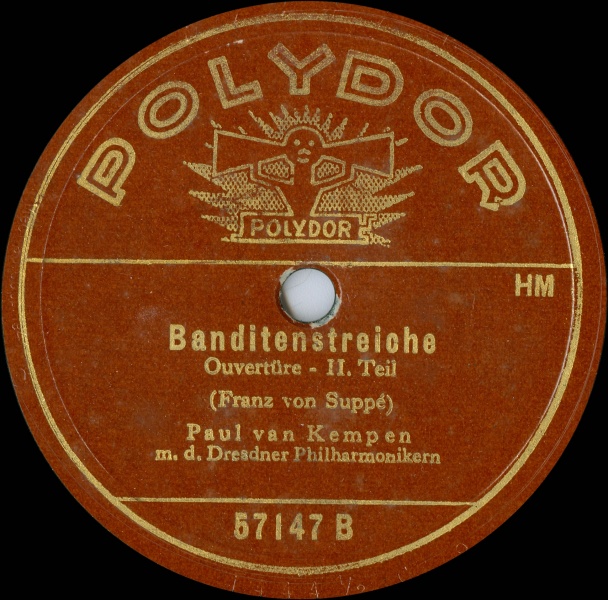 POLYDOR
POLYDOR
HM
Banditenstreiche
Ouvertüre - II. Teil
(Franz von Suppé)
Paul van Kempen
m. d. Dresdner Philharmonikern
57147 B